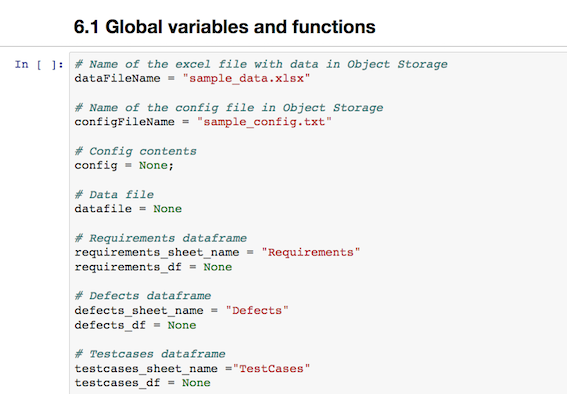 6.1 Global variables and functions
In [ ]: # Name of the excel file with data in Object Storage
dataFileName = "sample_data.xlsx"
# Name of the config file in Object Storage
configFileName = "sample_config.txt"
# Config contents
config = None;
# Data file
datafile = None
# Requirements dataframe
requirements_sheet_name = "Requirements"
requirements_df = None
# Defects dataframe
defects_sheet_name = "Defects"
defects_df = None
# Testcases dataframe
testcases_sheet_name ="TestCases"
testcases_df = None